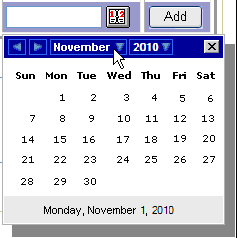 Add
November 2010
Sun Mon Tue Wed Thu Fri Sat
1 2 3 4 5 6
7 8 9 10 11 12 13
14 15 16 17 18 19 20
21 22 23 24 25 26 27
28 29 30
Monday, November 1, 2010